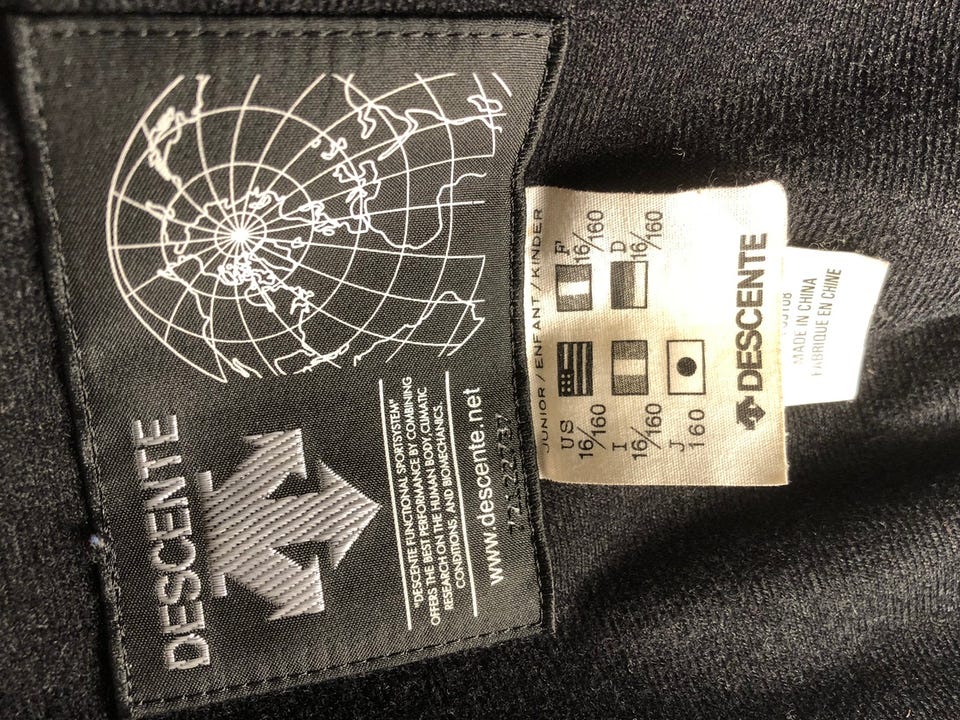 DESCENTE
"DESCENTE FUNCTIONAL SPORTSYSTEM"
OFFERS THE BEST PERFORMANCE BY COMBINING
RESEARCH ON THE HUMAN BODY, CLIMATIC
CONDITIONS, AND BIOMECHANICS.
www.descente.net
JUNIOR / ENFANT / KINDER
US F
16/160 16/160
I D
16/160 16/160
J
160
DESCENTE
MADE IN CHINA
FABRIQUE EN CHINE